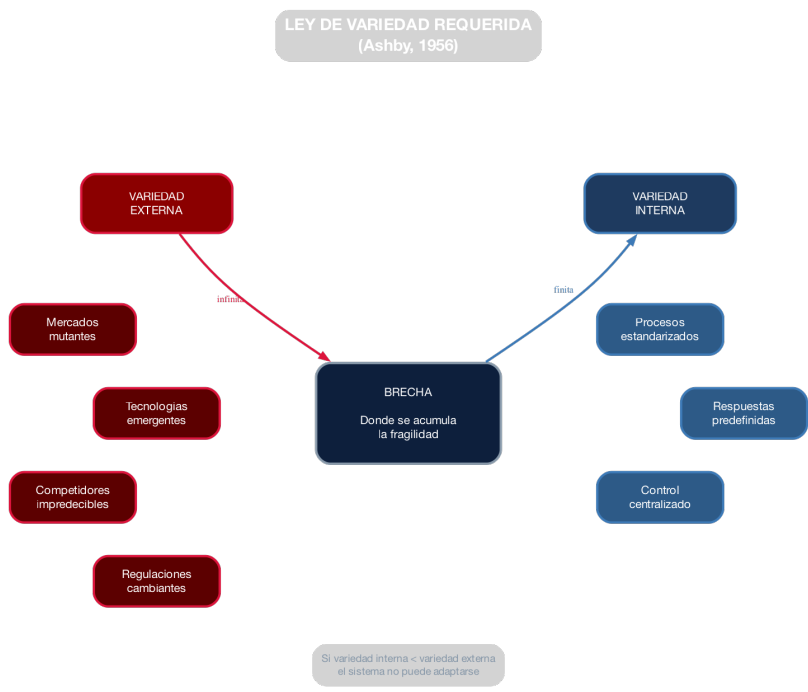 LEY DE VARIEDAD REQUERIDA
(Ashby, 1956)
VARIEDAD
EXTERNA
VARIEDAD
INTERNA
infinita
finita
Mercados
mutantes
Procesos
estandarizados
BRECHA
Donde se acumula
la fragilidad
Tecnologias
emergentes
Respuestas
predefinidas
Competidores
impredecibles
Control
centralizado
Regulaciones
cambiantes
Si variedad interna < variedad externa
el sistema no puede adaptarse